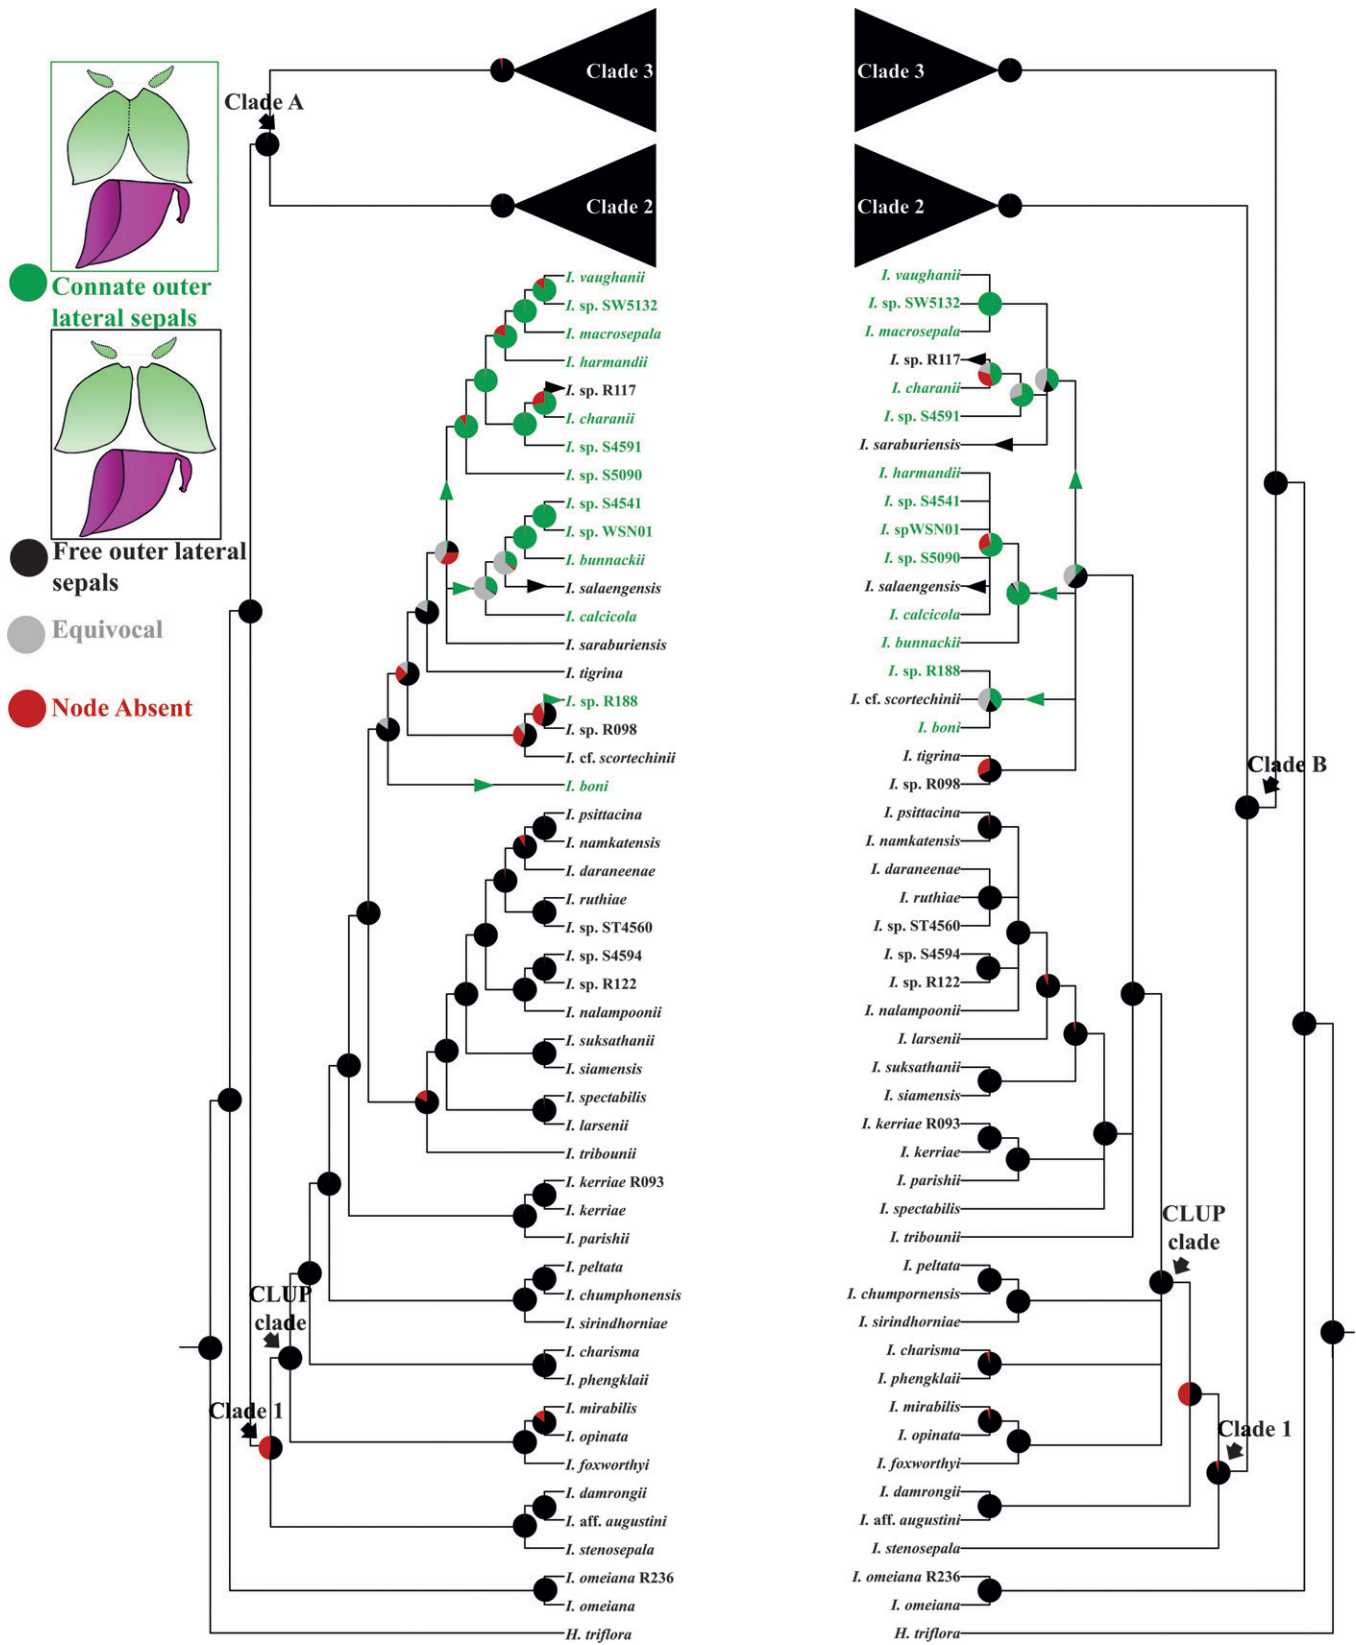 Clade 3
Clade A
Clade 2
Connate outer
lateral sepals
Free outer lateral
sepals
Equivocal
Node Absent
I. vaughanii
I. sp. SW5132
I. macrosepala
I. harmandii
I. sp. R117
I. charanii
I. sp. S4591
I. sp. S5090
I. sp. S4541
I. sp. WSN01
I. bunnackii
I. salaengensis
I. calcicola
I. saraburiensis
I. tigrina
I. sp. R188
I. sp. R098
I. cf. scortechinii
I. boni
I. psittacina
I. namkatensis
I. daraneenae
I. ruthiae
I. sp. ST4560
I. sp. S4594
I. sp. R122
I. nalampoonii
I. suksathanii
I. siamensis
I. spectabilis
I. larsenii
I. tribounii
I. kerriae R093
I. kerriae
I. parishii
I. peltata
I. chumphonensis
I. sirindhorniae
I. charisma
I. phengklaii
I. mirabilis
I. opinata
I. foxworthyi
I. damrongii
I. aff. augustini
I. stenosepala
I. omeiana R236
I. omeiana
H. triflora
CLUP
clade
Clade 1
Clade 3
Clade 2
I. vaughanii
I. sp. SW5132
I. macrosepala
I. sp. R117
I. charanii
I. sp. S4591
I. saraburiensis
I. harmandii
I. sp. S4541
I. spWSN01
I. sp. S5090
I. salaengensis
I. calcicola
I. bunnackii
I. sp. R188
I. cf. scortechinii
I. boni
I. tigrina
I. sp. R098
I. psittacina
I. namkatensis
I. daraneenae
I. ruthiae
I. sp. ST4560
I. sp. S4594
I. sp. R122
I. nalampoonii
I. larsenii
I. suksathanii
I. siamensis
I. kerriae R093
I. kerriae
I. parishii
I. spectabilis
I. tribounii
I. peltata
I. chumpornensis
I. sirindhorniae
I. charisma
I. phengklaii
I. mirabilis
I. opinata
I. foxworthyi
I. damrongii
I. aff. augustini
I. stenosepala
I. omeiana R236
I. omeiana
H. triflora
Clade B
CLUP
clade
Clade 1